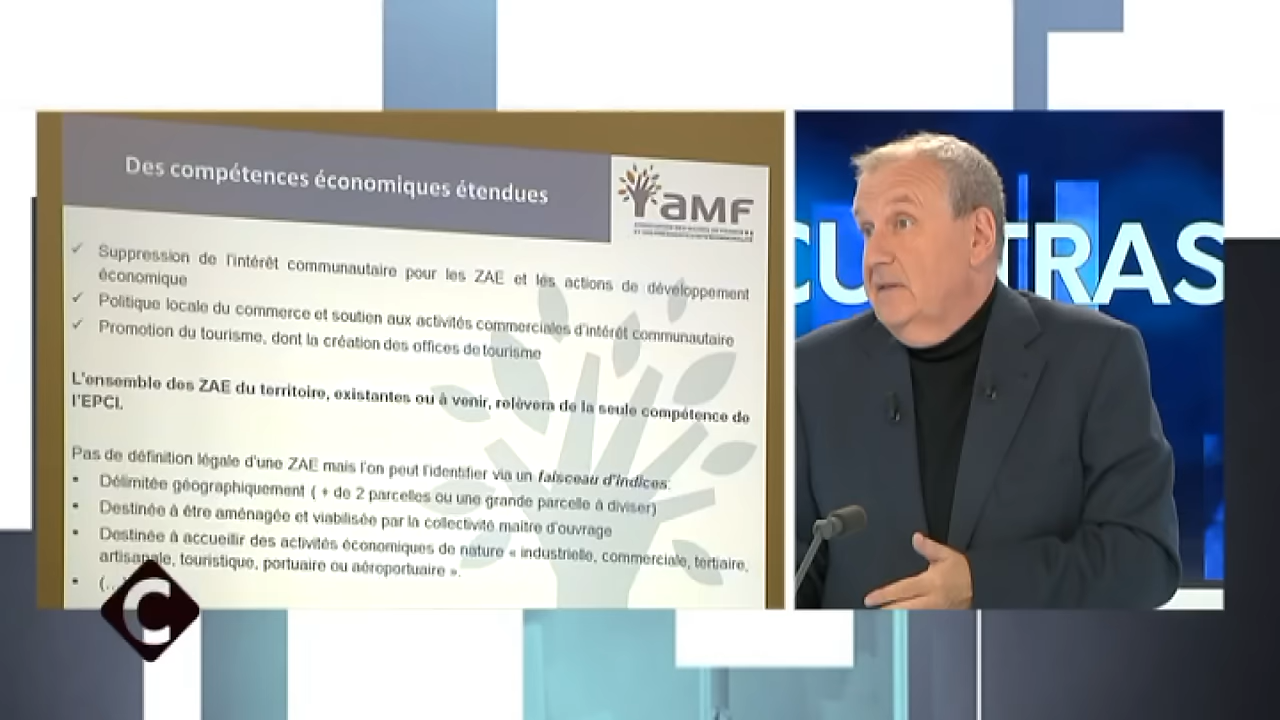 Des compétences économiques étendues
aMF
✓ Suppression de l'intérêt communautaire pour les ZAE et les actions de développement
économique
✓ Politique locale du commerce et soutien aux activités commerciales d'intérêt communautaire
✓ Promotion du tourisme, dont la création des offices de tourisme
L'ensemble des ZAE du territoire, existantes ou à venir, relèvera de la seule compétence de
l'EPCI.
Pas de définition légale d'une ZAE mais l'on peut l'identifier via un faisceau d'indices:
• Délimitée géographiquement ( + de 2 parcelles ou une grande parcelle à diviser)
• Destinée à être aménagée et viabilisée par la collectivité maître d'ouvrage
• Destinée à accueillir des activités économiques de nature « industrielle, commerciale, tertiaire,
artisanale, touristique, portuaire ou aéroportuaire ».
• (...
C
CU TRAS